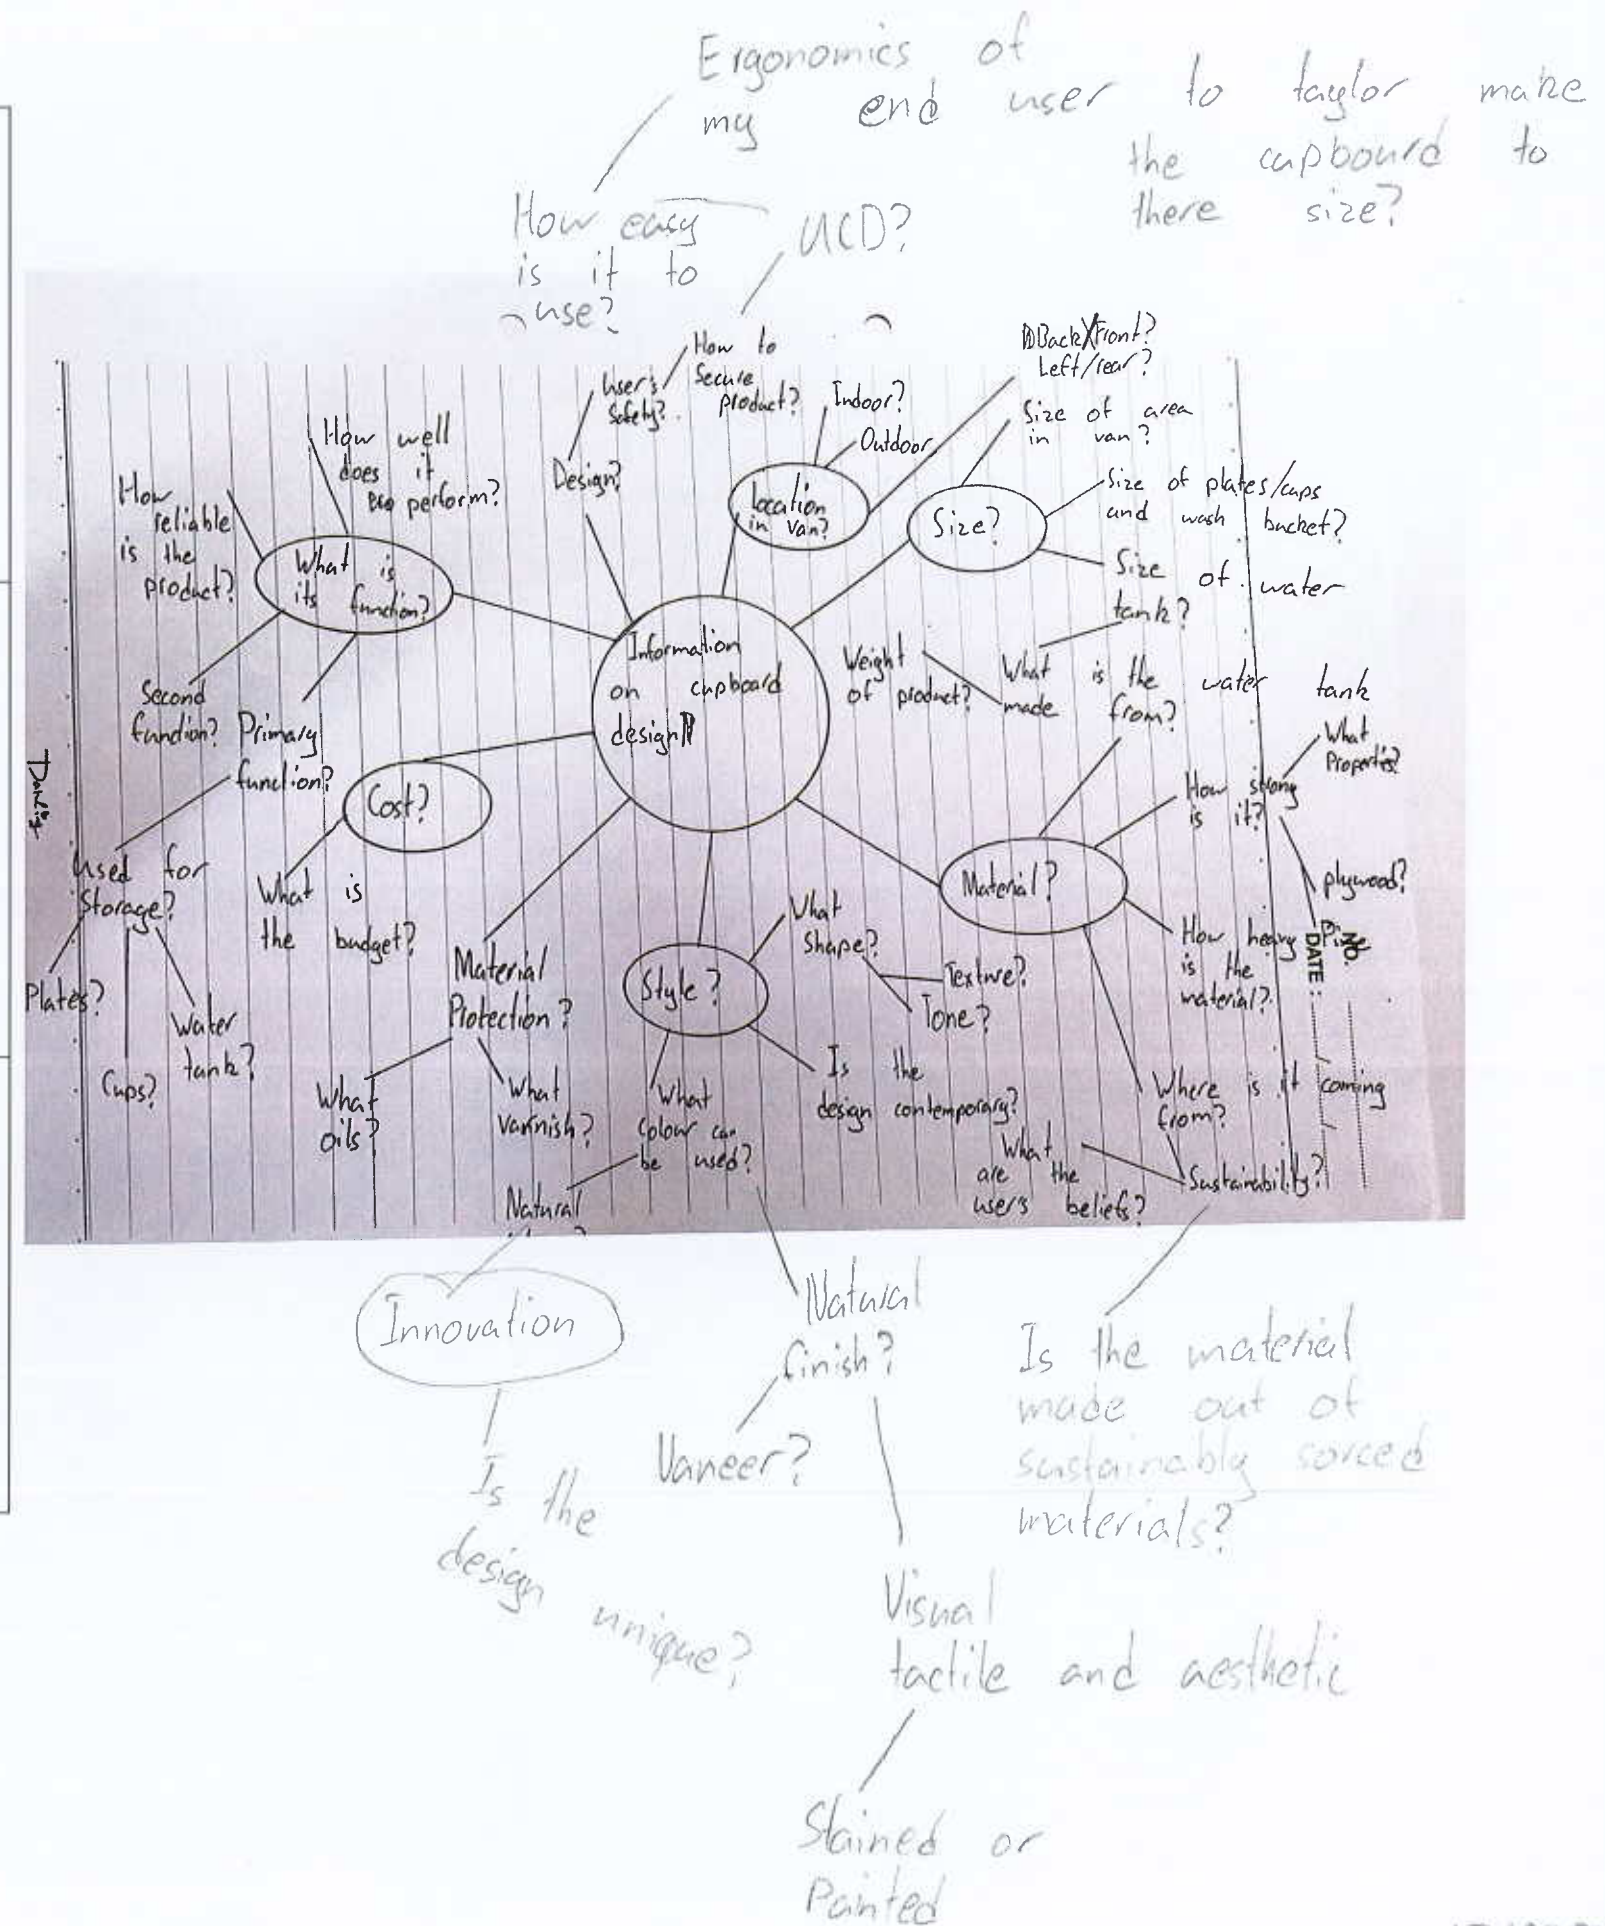 Ergonomics of
my end user to taylor make
the cupbourd to
there size?
How easy
is it to
use?
UCD?
How to
Secure
product?
user's
Safety?
Design?
Indoor?
Outdoor
Location
in van?
Back/Front?
Left/rear?
Size of area
in van?
Size?
Size of plates/cups
and wash bucket?
Size of water
tank?
What is the water tank
made from?
Weight
of product?
How well
does it
perform?
How
reliable
is the
product?
What is
its function?
Second
function?
Primary
function?
Used for
Storage?
Plates?
Cups?
Water
tank?
Information
on cupboard
design
Cost?
What is
the budget?
Material
Protection?
What
oils?
What
varnish?
Style?
What
Shape?
Texture?
Tone?
Is the
design contemporary?
What
colour can
be used?
Natural
Material?
How strong
is it?
What
Properties?
plywood?
Pine
How heavy
is the
material?
NO.
DATE:
Where is it coming
from?
Sustainability?
What
are the
user's beliefs?
Innovation
Is the
design unique?
Natural
finish?
Vaneer?
Visual
tactile and aesthetic
Stained or
Painted
Is the material
made out of
sustainably sorced
materials?